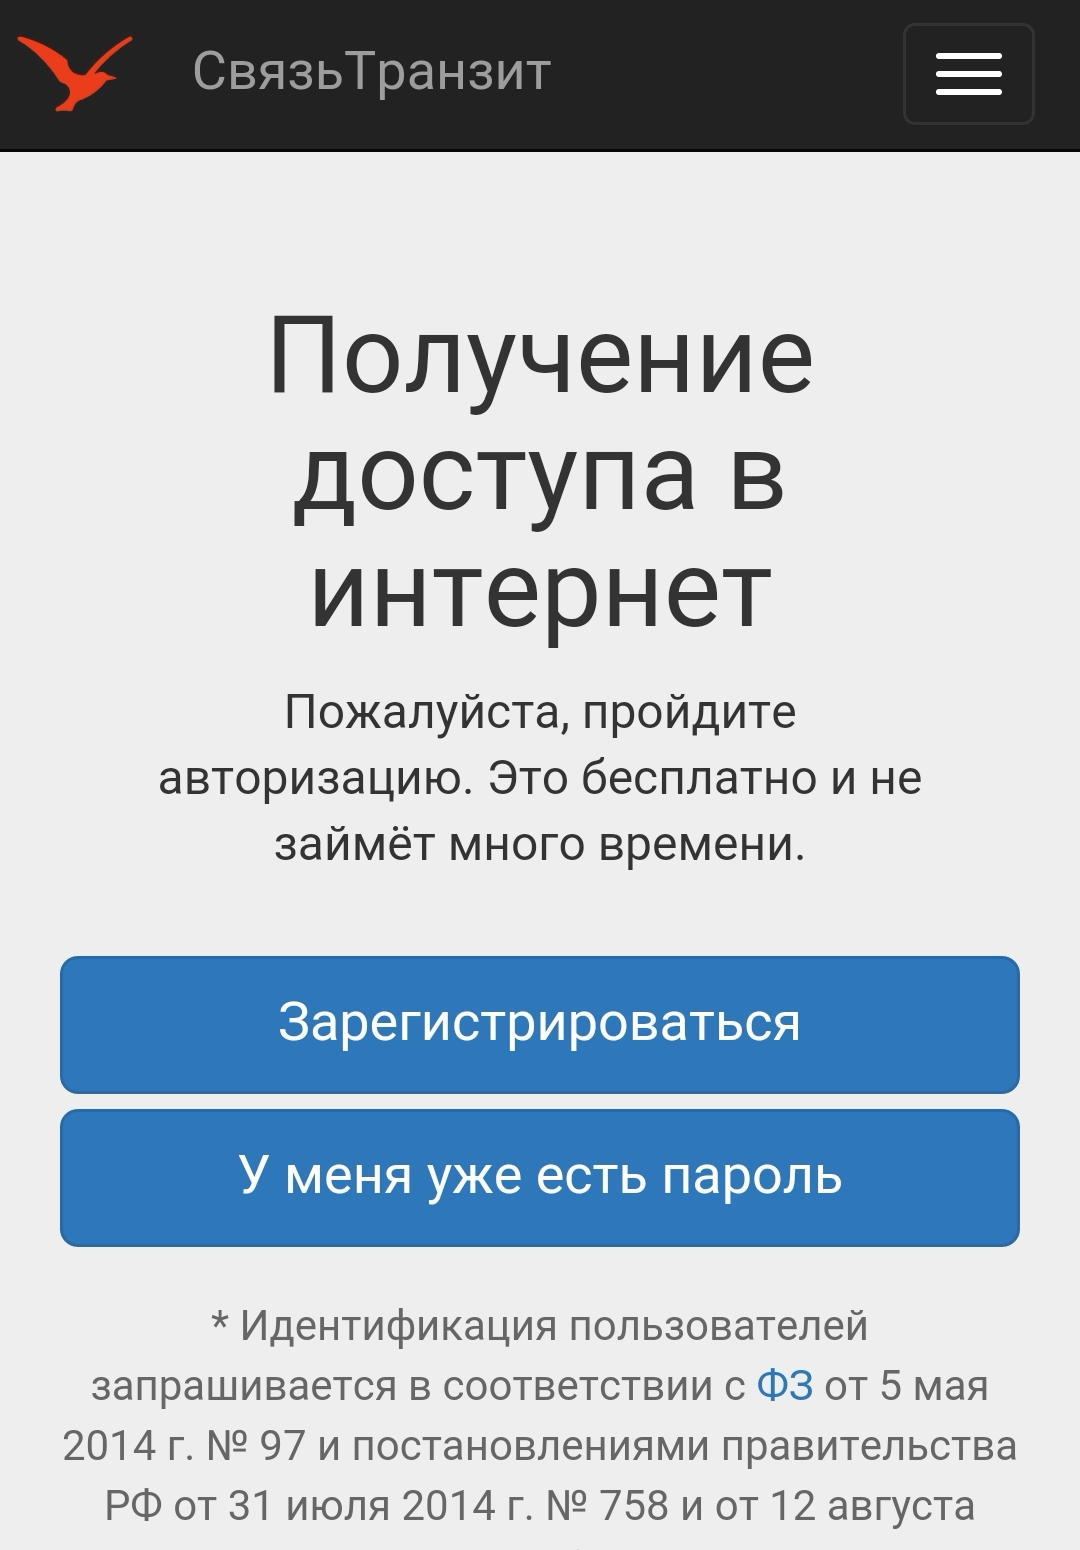 СвязьТранзит
Получение
доступа в
интернет
Пожалуйста, пройдите
авторизацию. Это бесплатно и не
займёт много времени.
Зарегистрироваться
У меня уже есть пароль
* Идентификация пользователей
запрашивается в соответствии с ФЗ от 5 мая
2014 г. № 97 и постановлениями правительства
РФ от 31 июля 2014 г. № 758 и от 12 августа